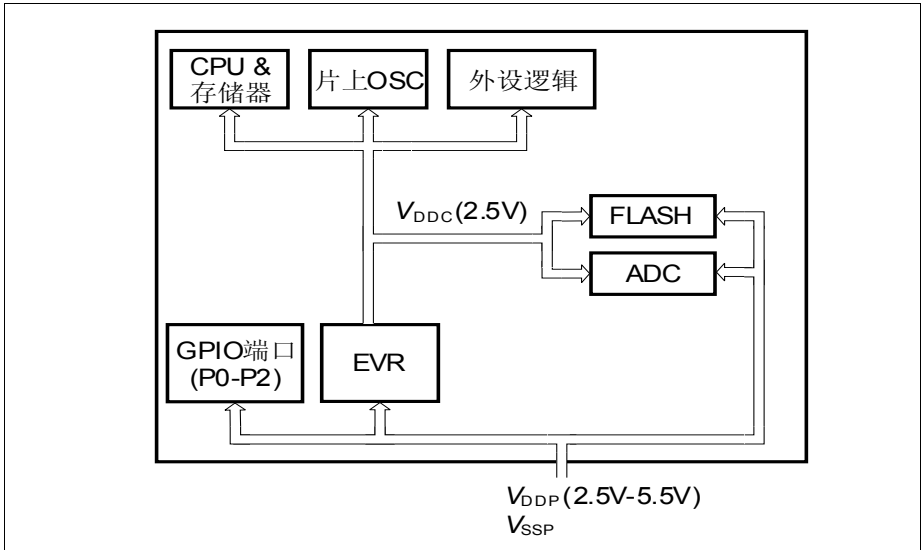 CPU &
存储器
片上OSC
外设逻辑
VDDC(2.5V)
FLASH
ADC
GPIO端口
(P0-P2)
EVR
VDDP(2.5V-5.5V)
VSSP